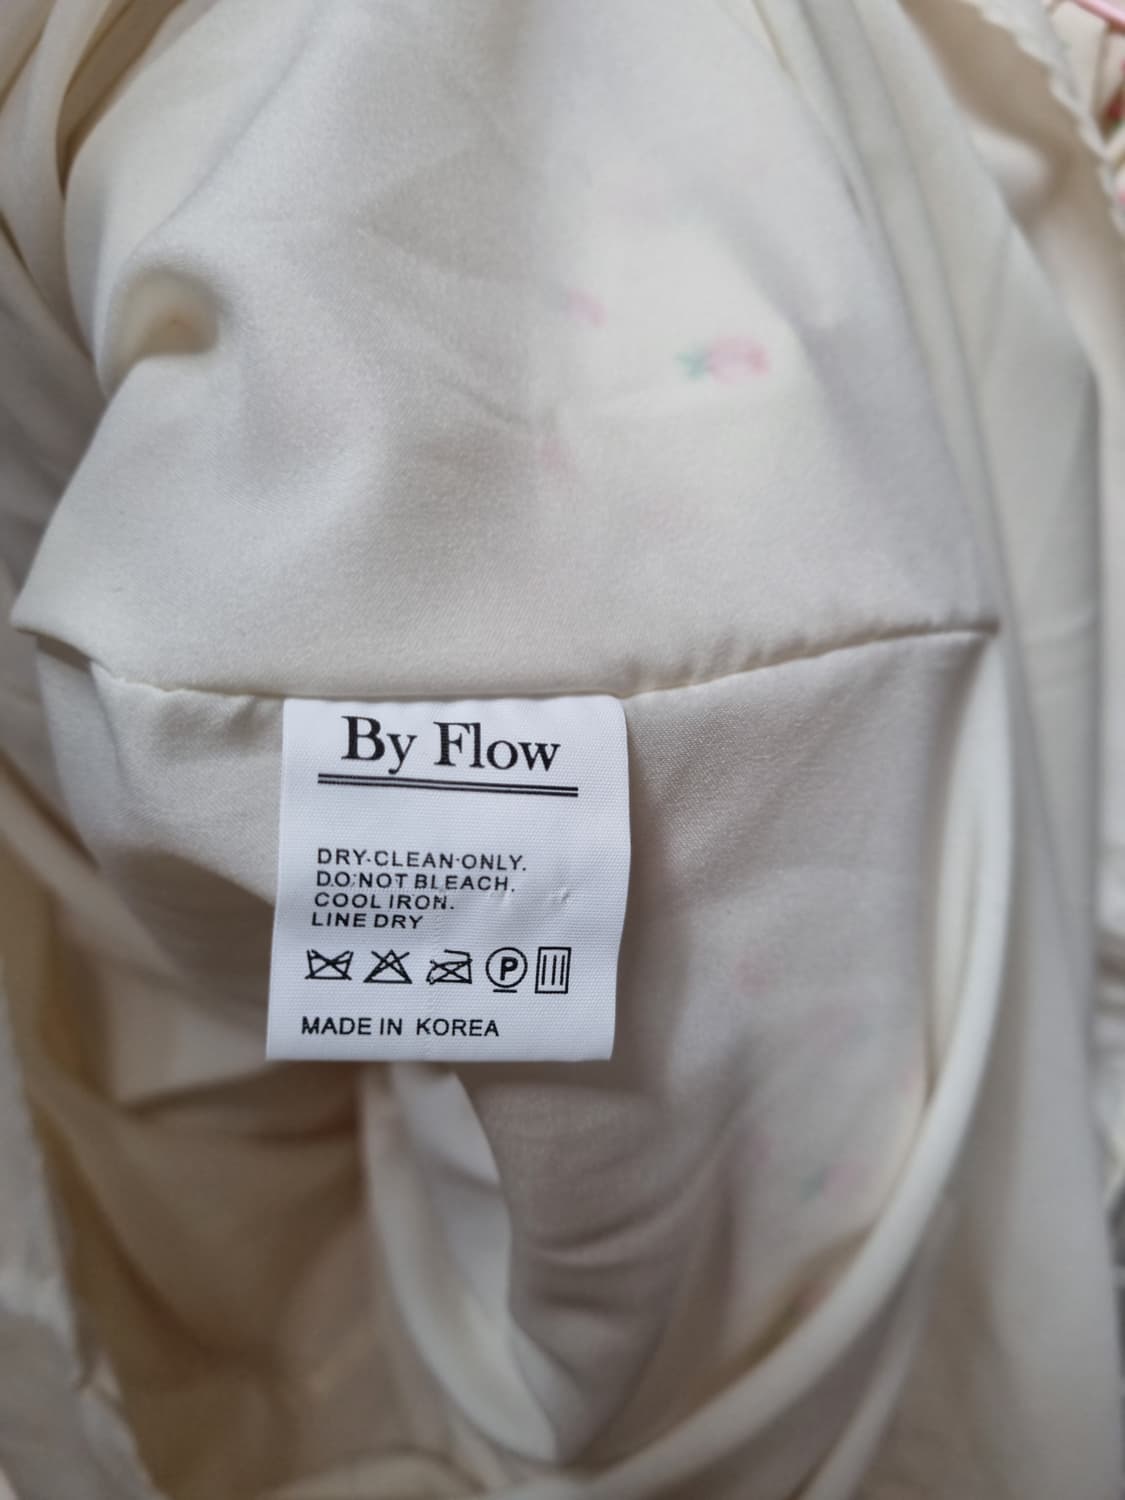 By Flow
DRY-CLEAN·ONLY.
DO NOT BLEACH.
COOL IRON.
LINE DRY
P
MADE IN KOREA